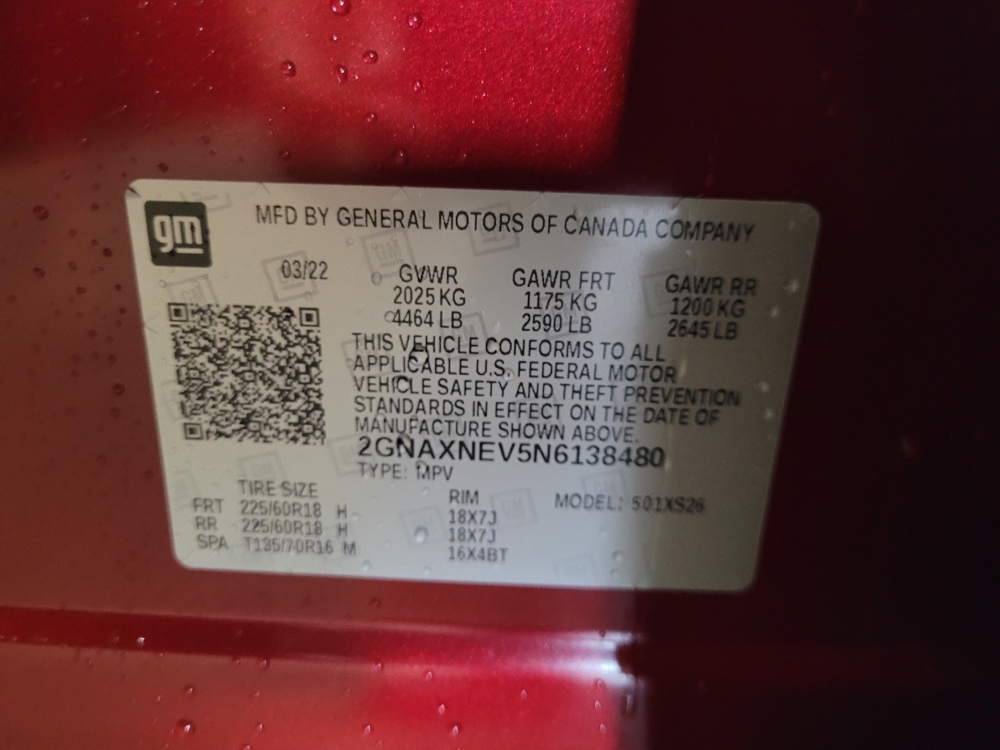 gm
MFD BY GENERAL MOTORS OF CANADA COMPANY
03/22 GVWR GAWR FRT GAWR RR
2025 KG 1175 KG 1200 KG
4464 LB 2590 LB 2645 LB
THIS VEHICLE CONFORMS TO ALL
APPLICABLE U.S. FEDERAL MOTOR
VEHICLE SAFETY AND THEFT PREVENTION
STANDARDS IN EFFECT ON THE DATE OF
MANUFACTURE SHOWN ABOVE.
2GNAXNEV5N6138480
TYPE: MPV
TIRE SIZE RIM MODEL: 501XS26
FRT 225/60R18 H 18X7J
RR 225/60R18 H 18X7J
SPA T135/70R16 M 16X4BT